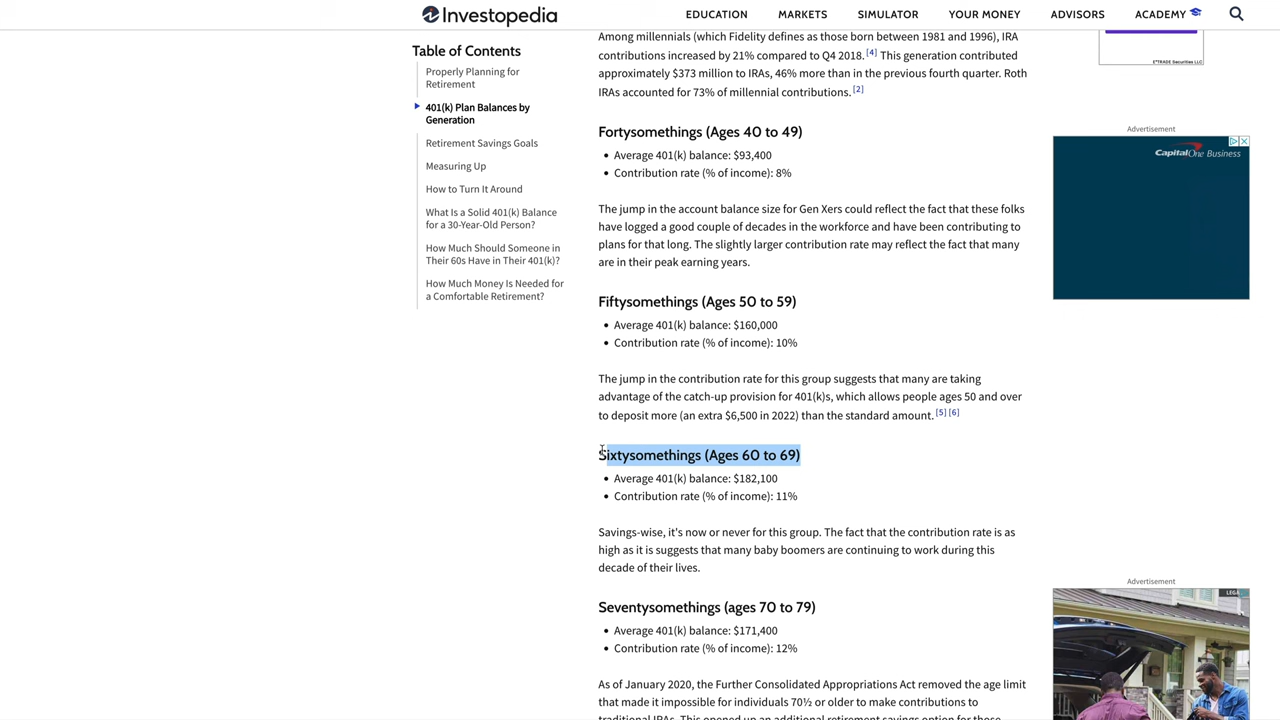 Investopedia
EDUCATION
MARKETS
SIMULATOR
YOUR MONEY
ADVISORS
ACADEMY
Table of Contents
Properly Planning for
Retirement
401(k) Plan Balances by
Generation
Retirement Savings Goals
Measuring Up
How to Turn It Around
What Is a Solid 401(k) Balance
for a 30-Year-Old Person?
How Much Should Someone in
Their 60s Have in Their 401(k)?
How Much Money Is Needed for
a Comfortable Retirement?
Among millennials (which Fidelity defines as those born between 1981 and 1996), IRA
contributions increased by 21% compared to Q4 2018. [4] This generation contributed
approximately $373 million to IRAs, 46% more than in the previous fourth quarter. Roth
IRAs accounted for 73% of millennial contributions. [2]
Fortysomethings (Ages 40 to 49)
• Average 401(k) balance: $93,400
• Contribution rate (% of income): 8%
The jump in the account balance size for Gen Xers could reflect the fact that these folks
have logged a good couple of decades in the workforce and have been contributing to
plans for that long. The slightly larger contribution rate may reflect the fact that many
are in their peak earning years.
Fiftysomethings (Ages 50 to 59)
• Average 401(k) balance: $160,000
• Contribution rate (% of income): 10%
The jump in the contribution rate for this group suggests that many are taking
advantage of the catch-up provision for 401(k)s, which allows people ages 50 and over
to deposit more (an extra $6,500 in 2022) than the standard amount. [5] [6]
Sixtysomethings (Ages 60 to 69)
• Average 401(k) balance: $182,100
• Contribution rate (% of income): 11%
Savings-wise, it's now or never for this group. The fact that the contribution rate is as
high as it is suggests that many baby boomers are continuing to work during this
decade of their lives.
Seventysomethings (ages 70 to 79)
• Average 401(k) balance: $171,400
• Contribution rate (% of income): 12%
As of January 2020, the Further Consolidated Appropriations Act removed the age limit
that made it impossible for individuals 70½ or older to make contributions to
traditional IRAs. This opened up an additional retirement savings option for those
E*TRADE Securities LLC
Advertisement
Capital One Business
Advertisement
LEGA